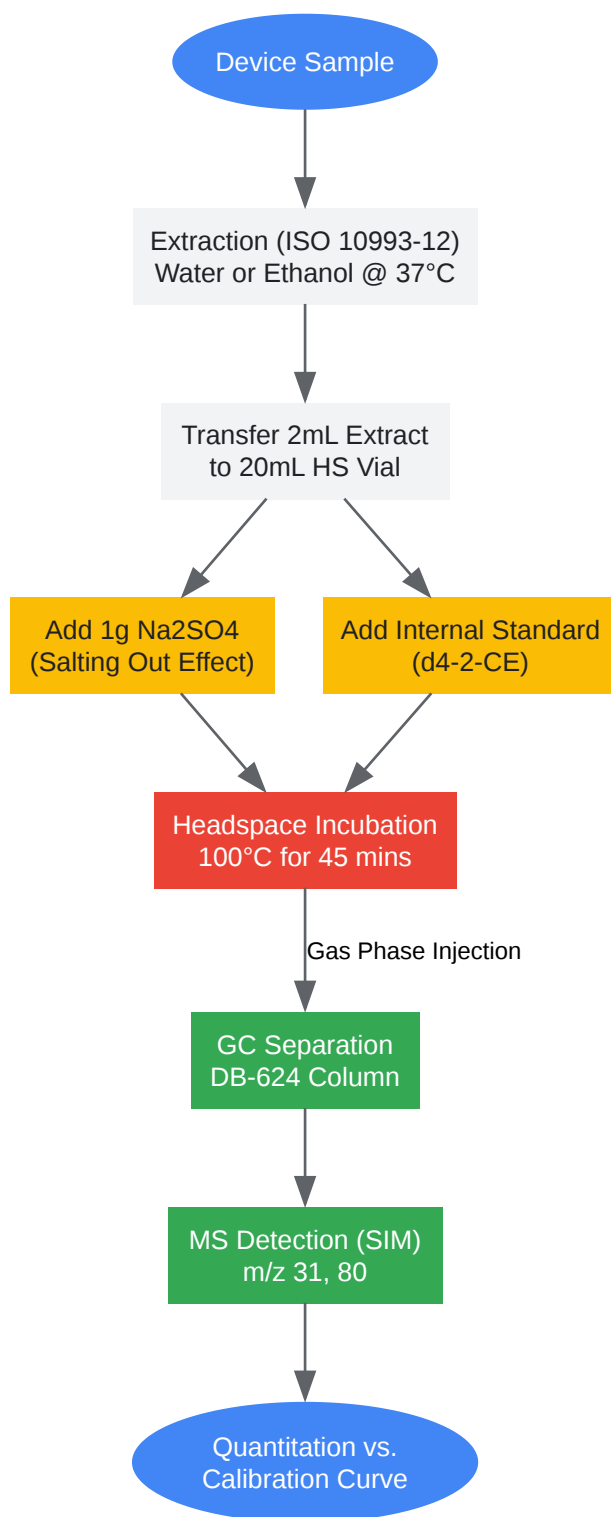 Device Sample
Extraction (ISO 10993-12)
Water or Ethanol @ 37°C
Transfer 2mL Extract
to 20mL HS Vial
Add 1g Na2SO4
(Salting Out Effect)
Add Internal Standard
(d4-2-CE)
Headspace Incubation
100°C for 45 mins
Gas Phase Injection
GC Separation
DB-624 Column
MS Detection (SIM)
m/z 31, 80
Quantitation vs.
Calibration Curve